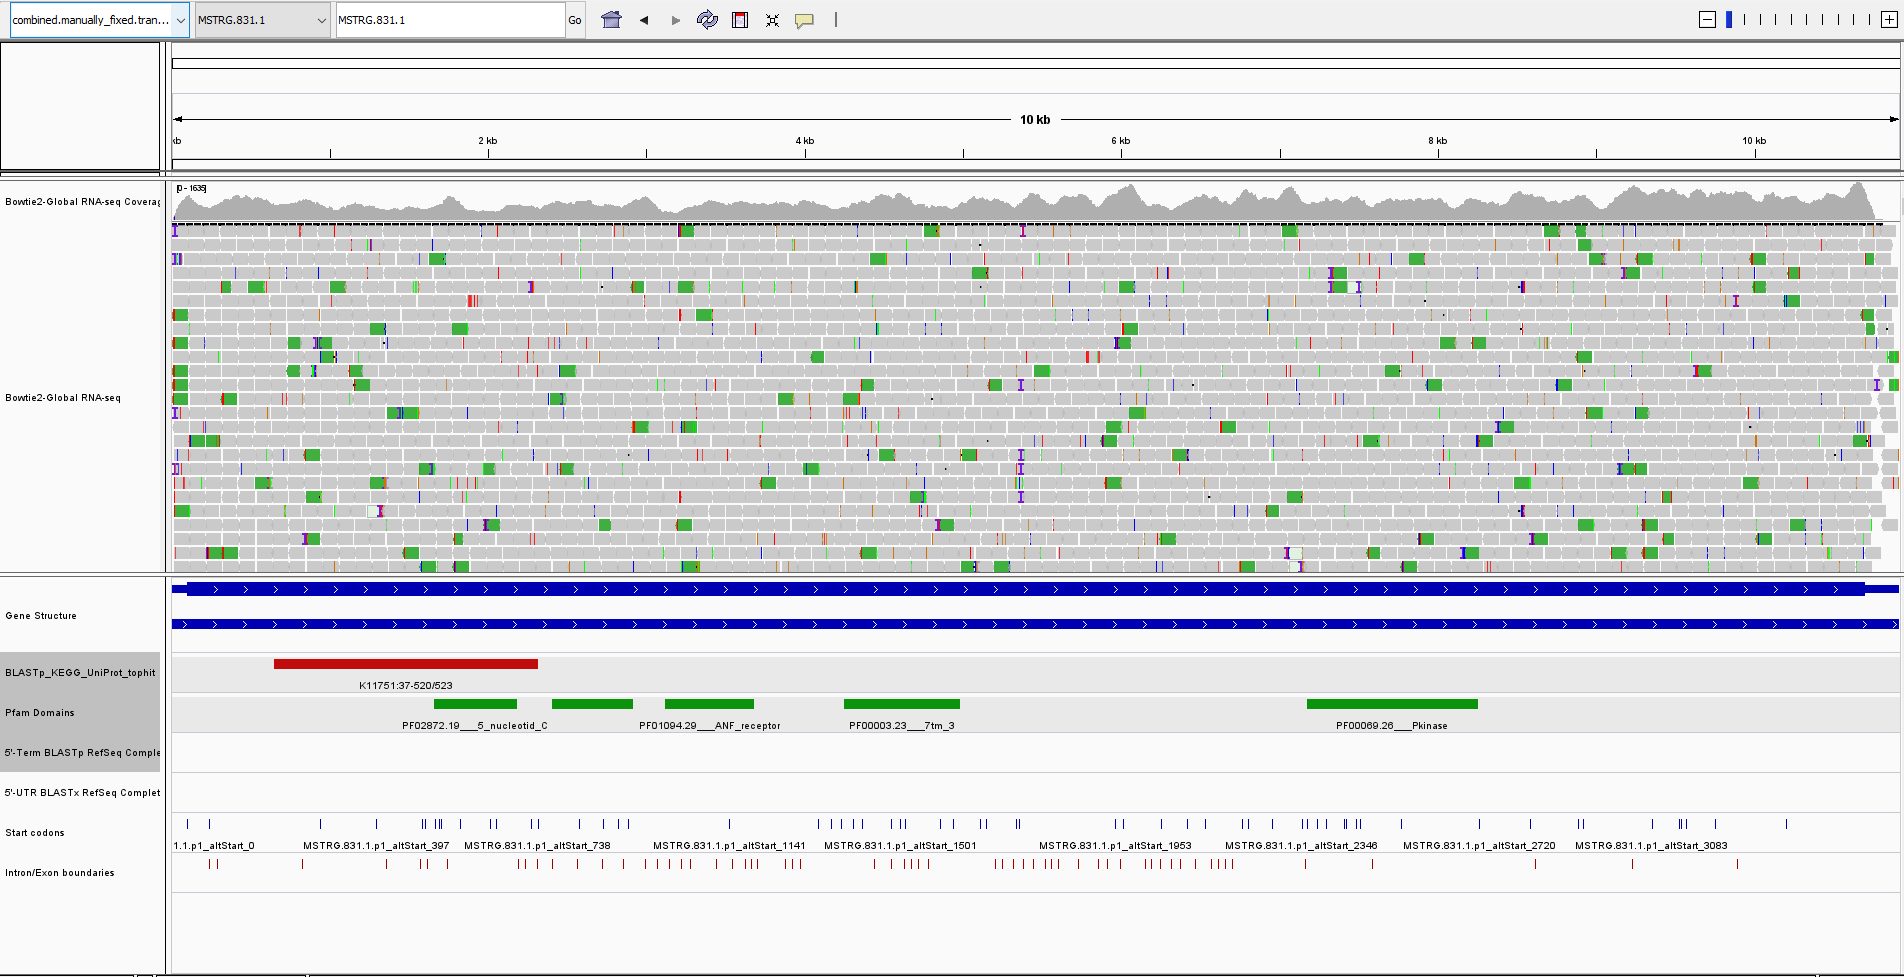 combined.manually_fixed.tran... MSTRG.831.1 MSTRG.831.1 Go
10 kb
kb 2 kb 4 kb 6 kb 8 kb 10 kb
[0 - 1635]
Bowtie2-Global RNA-seq Coverag
Bowtie2-Global RNA-seq
Gene Structure
BLASTp_KEGG_UniProt_tophit
K11751:37-520/523
Pfam Domains
PF02872.19___5_nucleotid_C PF01094.29___ANF_receptor PF00003.23___7tm_3 PF00069.26___Pkinase
5'-Term BLASTp RefSeq Comple
5'-UTR BLASTx RefSeq Complet
Start codons
1.1.p1_altStart_0 MSTRG.831.1.p1_altStart_397 MSTRG.831.1.p1_altStart_738 MSTRG.831.1.p1_altStart_1141 MSTRG.831.1.p1_altStart_1501 MSTRG.831.1.p1_altStart_1953 MSTRG.831.1.p1_altStart_2346 MSTRG.831.1.p1_altStart_2720 MSTRG.831.1.p1_altStart_3083
Intron/Exon boundaries